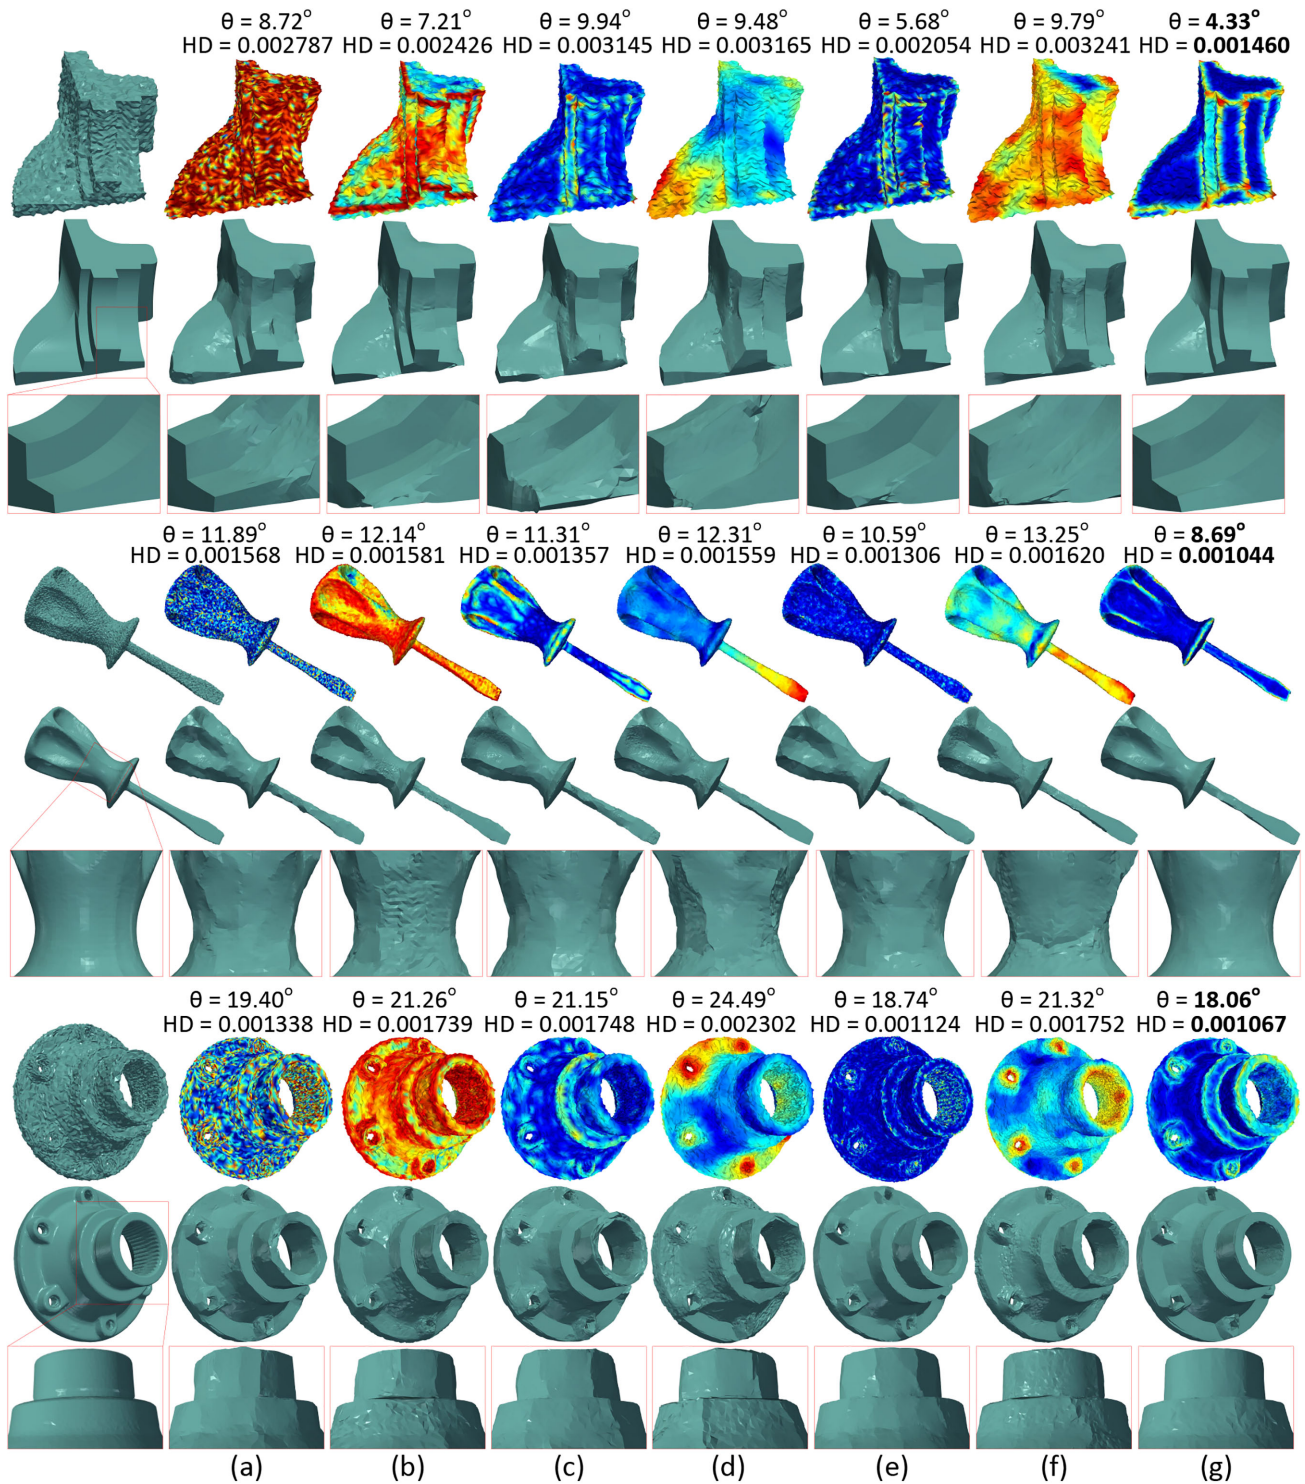 θ = 8.72° θ = 7.21° θ = 9.94° θ = 9.48° θ = 5.68° θ = 9.79° θ = 4.33°
HD = 0.002787 HD = 0.002426 HD = 0.003145 HD = 0.003165 HD = 0.002054 HD = 0.003241 HD = 0.001460
θ = 11.89° θ = 12.14° θ = 11.31° θ = 12.31° θ = 10.59° θ = 13.25° θ = 8.69°
HD = 0.001568 HD = 0.001581 HD = 0.001357 HD = 0.001559 HD = 0.001306 HD = 0.001620 HD = 0.001044
θ = 19.40° θ = 21.26° θ = 21.15° θ = 24.49° θ = 18.74° θ = 21.32° θ = 18.06°
HD = 0.001338 HD = 0.001739 HD = 0.001748 HD = 0.002302 HD = 0.001124 HD = 0.001752 HD = 0.001067
(a) (b) (c) (d) (e) (f) (g)